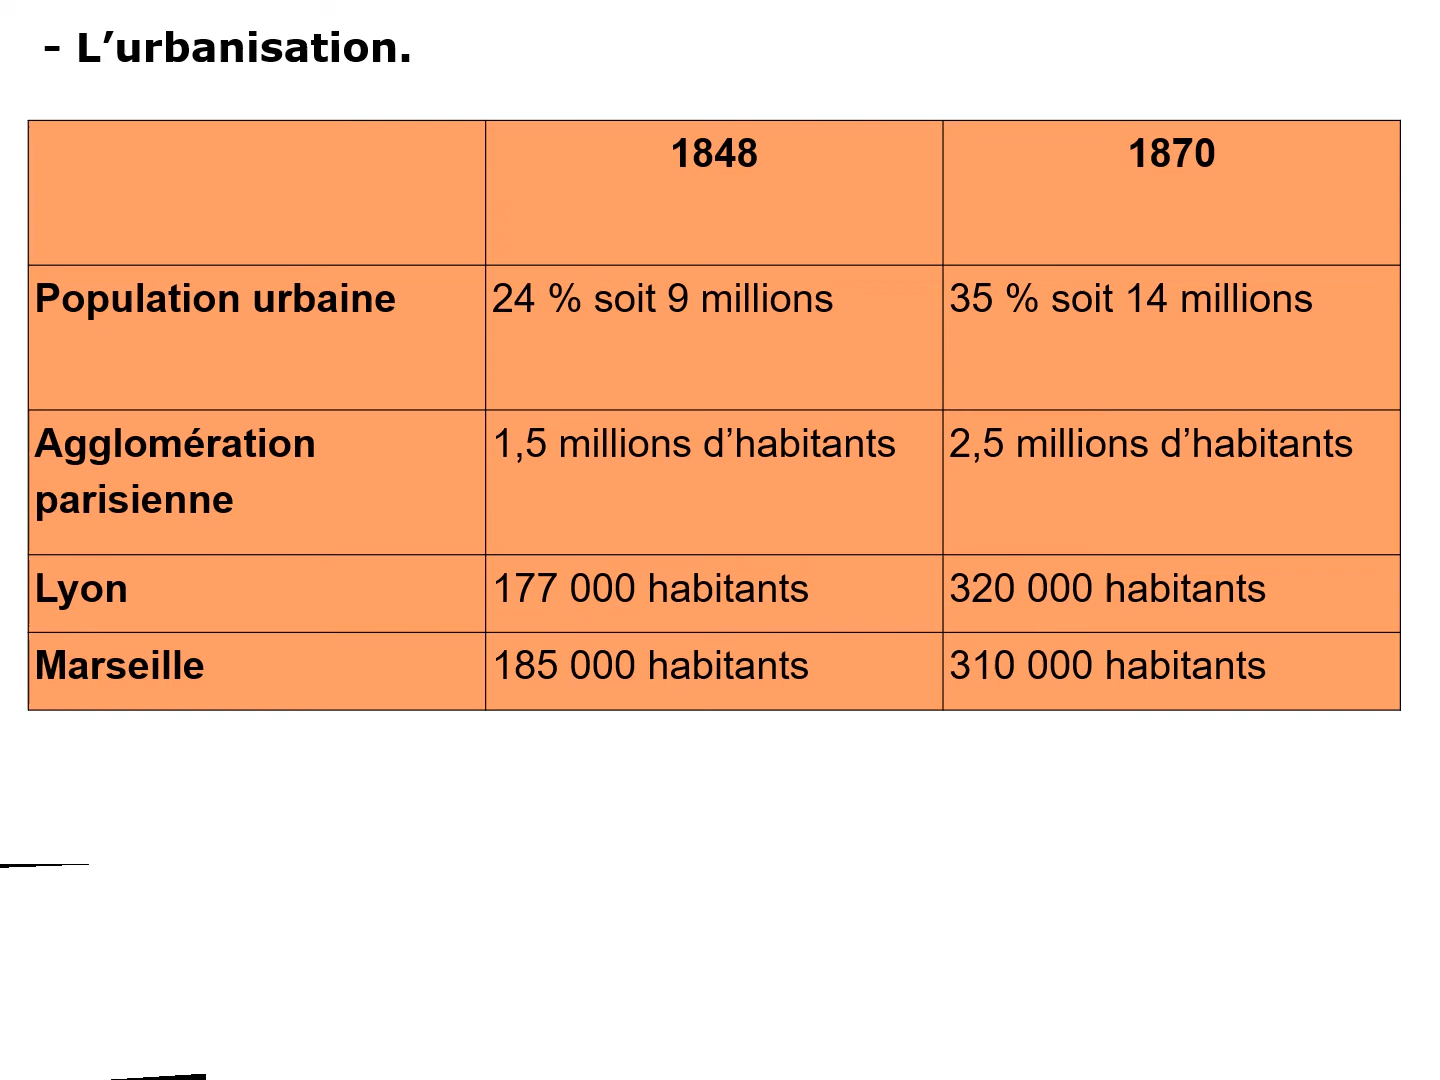 - L’urbanisation.
1848 1870
Population urbaine 24 % soit 9 millions 35 % soit 14 millions
Agglomération 1,5 millions d’habitants 2,5 millions d’habitants
parisienne
Lyon 177 000 habitants 320 000 habitants
Marseille 185 000 habitants 310 000 habitants